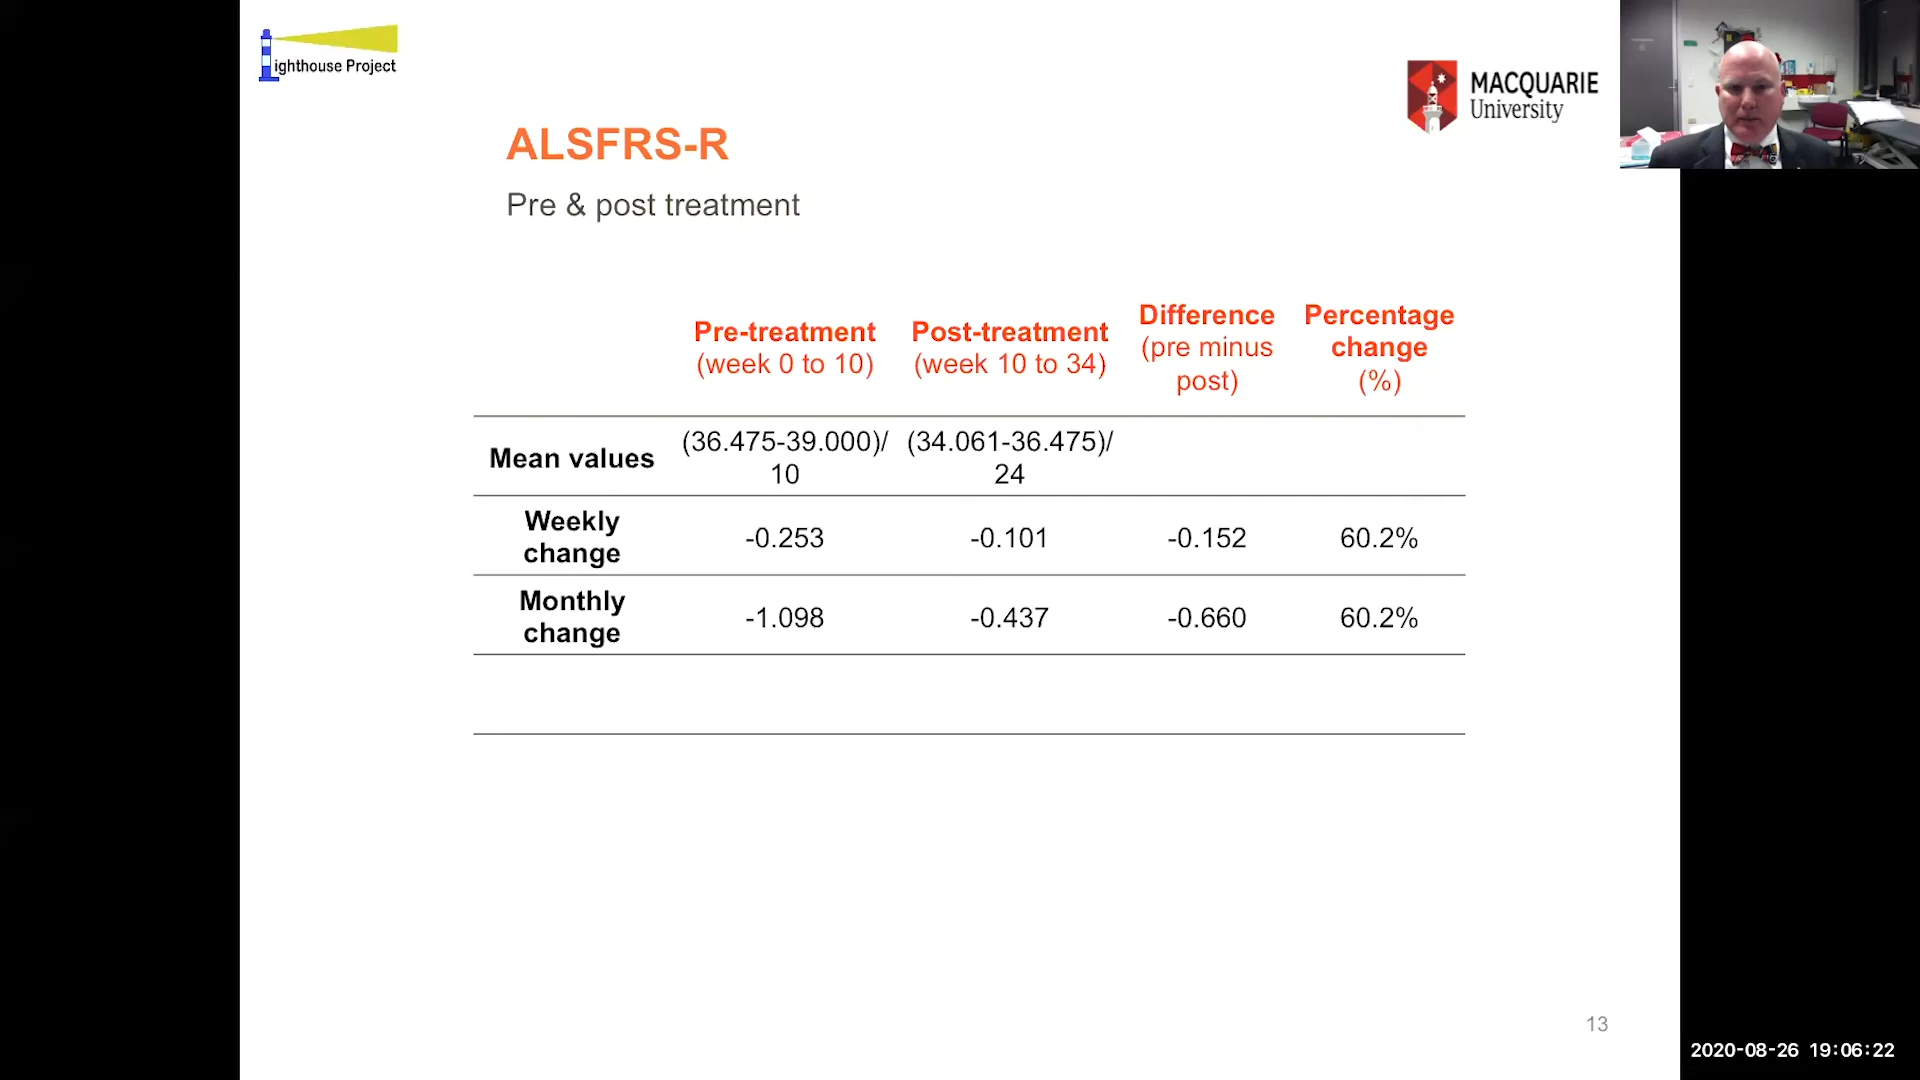 ighthouse Project
MACQUARIE
University
ALSFRS-R
Pre & post treatment
Pre-treatment
(week 0 to 10)
Post-treatment
(week 10 to 34)
Difference
(pre minus
post)
Percentage
change
(%)
Mean values
(36.475-39.000)/
10
(34.061-36.475)/
24
Weekly
change
-0.253
-0.101
-0.152
60.2%
Monthly
change
-1.098
-0.437
-0.660
60.2%
13
2020-08-26 19:06:22